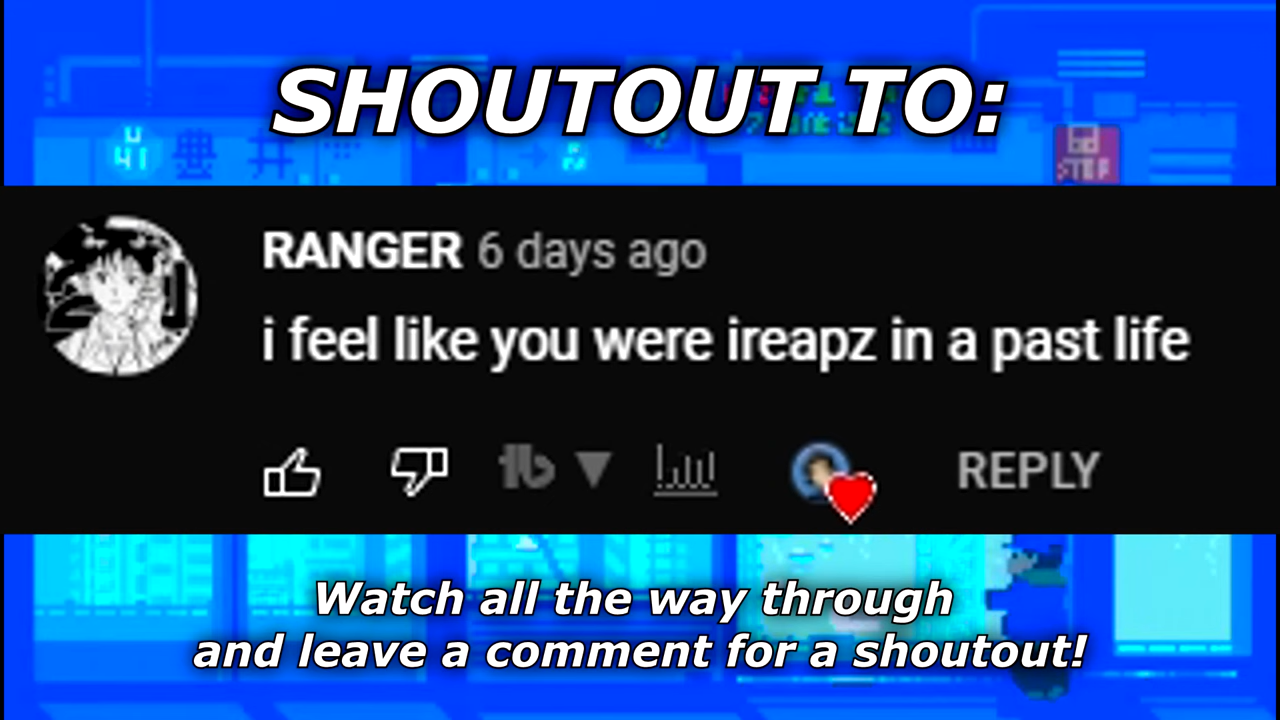 SHOUTOUT TO:
RANGER 6 days ago
i feel like you were ireapz in a past life
REPLY
Watch all the way through
and leave a comment for a shoutout!